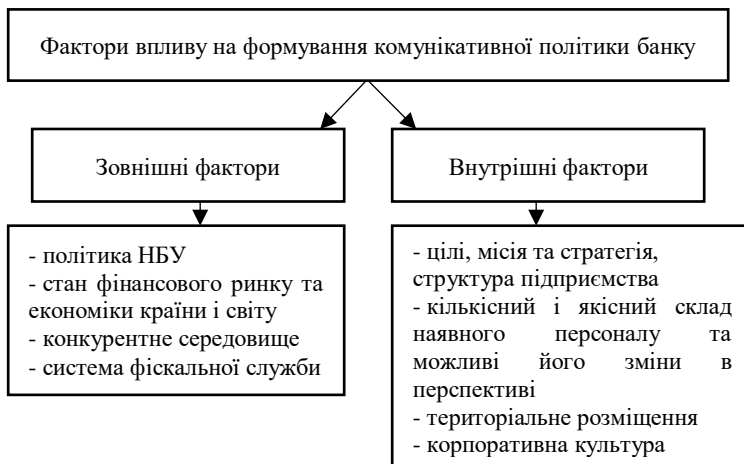 Фактори впливу на формування комунікативної політики банку
Зовнішні фактори
Внутрішні фактори
- політика НБУ
- стан фінансового ринку та
економіки країни і світу
- конкурентне середовище
- система фіскальної служби
- цілі, місія та стратегія,
структура підприємства
- кількісний і якісний склад
наявного персоналу та
можливі його зміни в
перспективі
- територіальне розміщення
- корпоративна культура